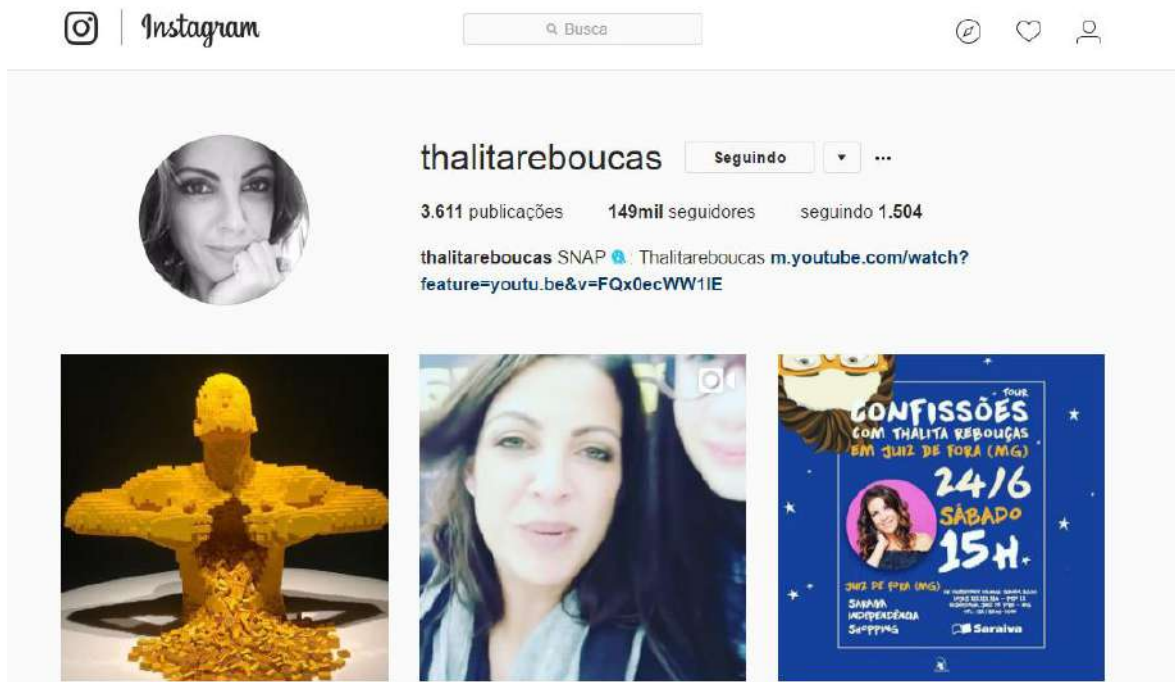 Instagram
Busca
thalitareboucas Seguindo
3.611 publicações 149mil seguidores seguindo 1.504
thalitareboucas SNAP : Thalitareboucas m.youtube.com/watch?
feature=youtu.be&v=FQx0ecWW1IE
TOUR
CONFISSÕES
COM THALITA REBOUÇAS
EM JUIZ DE FORA (MG)
24/6
SÁBADO
15H.
JUIZ DE FORA (MG)
SARAIVA
INDEPENDÊNCIA
SHOPPING
Saraiva